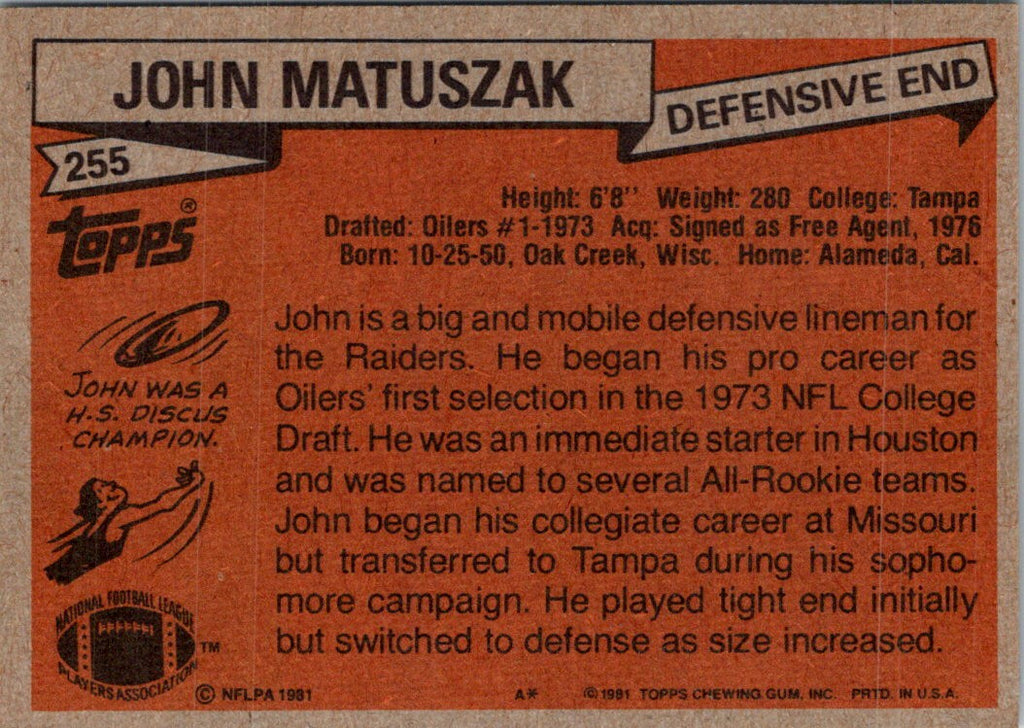 JOHN MATUSZAK
DEFENSIVE END
255
topps®
Height: 6'8'' Weight: 280 College: Tampa
Drafted: Oilers #1-1973 Acq: Signed as Free Agent, 1976
Born: 10-25-50, Oak Creek, Wisc. Home: Alameda, Cal.
JOHN WAS A
H.S. DISCUS
CHAMPION.
John is a big and mobile defensive lineman for
the Raiders. He began his pro career as
Oilers' first selection in the 1973 NFL College
Draft. He was an immediate starter in Houston
and was named to several All-Rookie teams.
John began his collegiate career at Missouri
but transferred to Tampa during his sopho-
more campaign. He played tight end initially
but switched to defense as size increased.
NATIONAL FOOTBALL LEAGUE
PLAYERS ASSOCIATION
TM
© NFLPA 1981 A* © 1981 TOPPS CHEWING GUM, INC. PRTD. IN U.S.A.